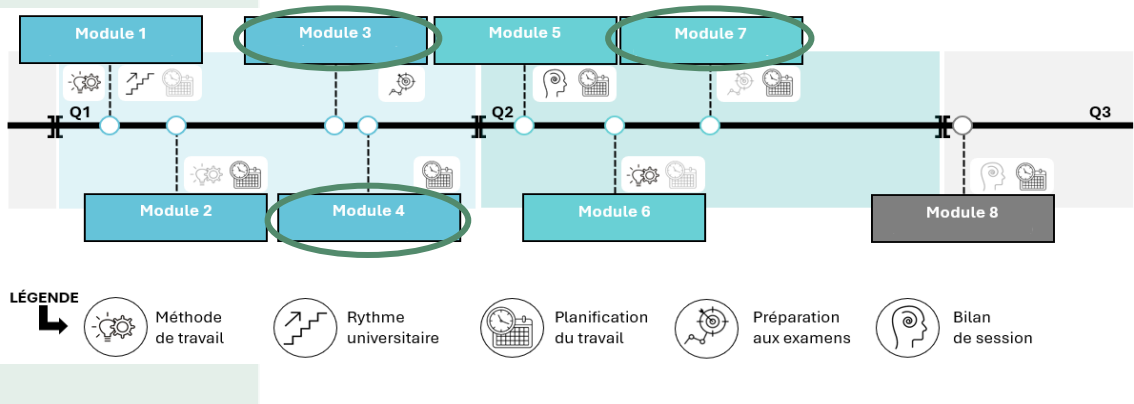 Module 1
Module 3
Module 5
Module 7
Q1
Q2
Q3
Module 2
Module 4
Module 6
Module 8
LÉGENDE
Méthode
de travail
Rythme
universitaire
Planification
du travail
Préparation
aux examens
Bilan
de session